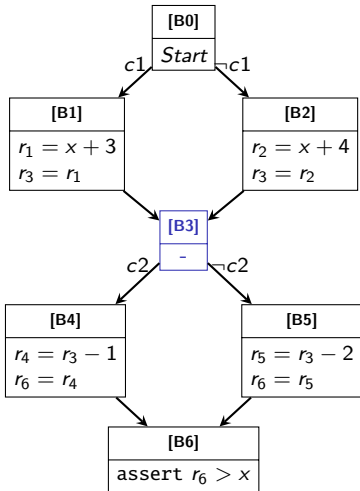 [B0]
Start
c1 ¬c1
[B1] [B2]
r₁ = x + 3 r₂ = x + 4
r₃ = r₁ r₃ = r₂
[B3]
-
c2 ¬c2
[B4] [B5]
r₄ = r₃ − 1 r₅ = r₃ − 2
r₆ = r₄ r₆ = r₅
[B6]
assert r₆ > x